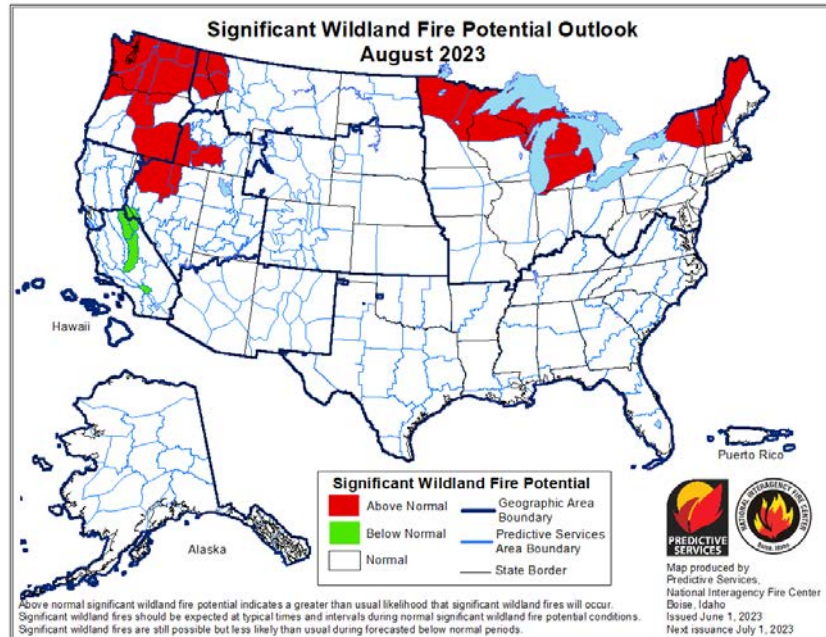 Significant Wildland Fire Potential Outlook
August 2023
Hawaii
Alaska
Puerto Rico
Significant Wildland Fire Potential
Above Normal
Below Normal
Normal
Geographic Area
Boundary
Predictive Services
Area Boundary
State Border
PREDICTIVE
SERVICES
NATIONAL INTERAGENCY FIRE CENTER
Boise, Idaho
Map produced by
Predictive Services,
National Interagency Fire Center
Boise, Idaho
Issued June 1, 2023
Next issuance July 1, 2023
Above normal significant wildland fire potential indicates a greater than usual likelihood that significant wildland fires will occur.
Significant wildland fires should be expected at typical times and intervals during normal significant wildland fire potential conditions.
Significant wildland fires are still possible but less likely than usual during forecasted below normal periods.